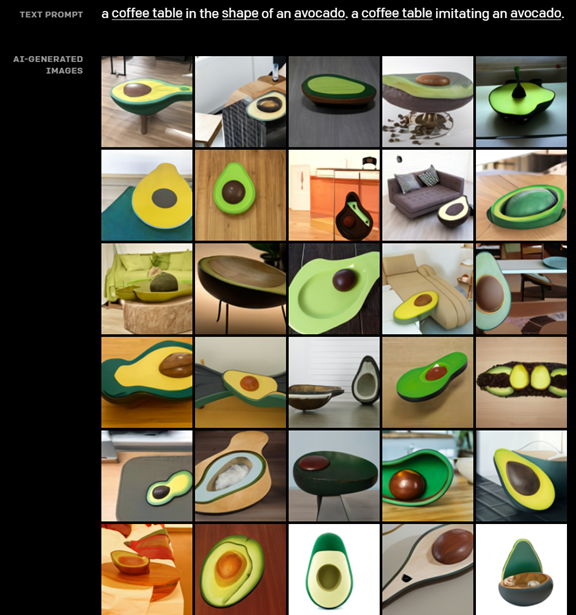 TEXT PROMPT
a coffee table in the shape of an avocado. a coffee table imitating an avocado.
AI-GENERATED
IMAGES